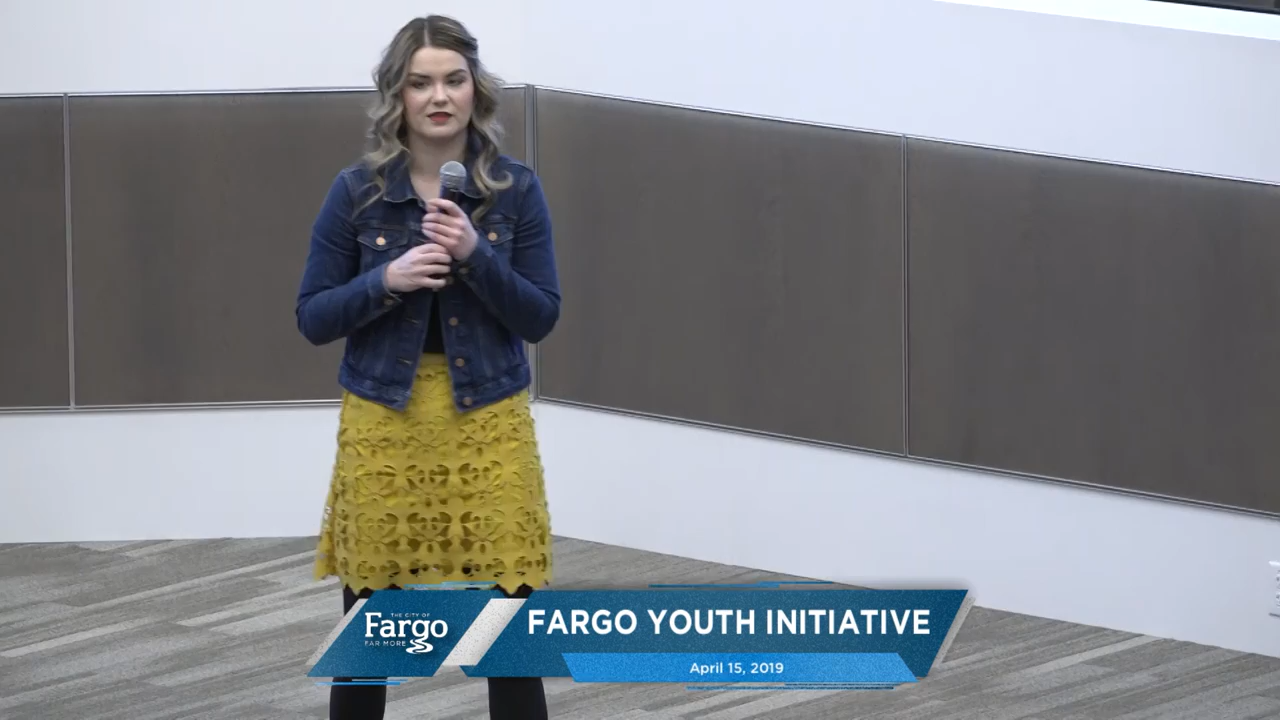 THE CITY OF
Fargo
FAR MORE
FARGO YOUTH INITIATIVE
April 15, 2019